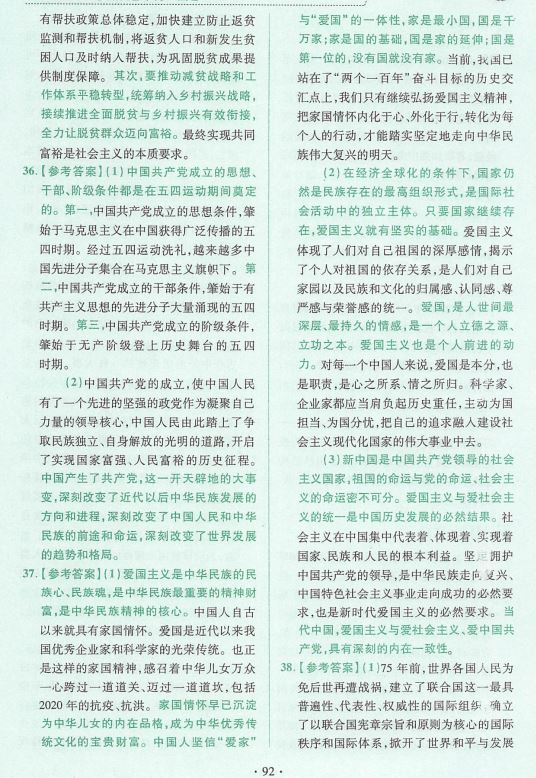 有帮扶政策总体稳定，加快建立防止返贫
监测和帮扶机制，将返贫人口和新发生贫
困人口及时纳入帮扶，为巩固脱贫成果提
供制度保障。其次，要推动减贫战略和工
作体系平稳转型，统筹纳入乡村振兴战略，
接续推进全面脱贫与乡村振兴有效衔接，
全力让脱贫群众迈向富裕。最终实现共同
富裕是社会主义的本质要求。
36.【参考答案】(1)中国共产党成立的思想、
干部、阶级条件都是在五四运动期间奠定
的。第一，中国共产党成立的思想条件，肇
始于马克思主义在中国获得广泛传播的五
四时期。经过五四运动洗礼，越来越多中
国先进分子集合在马克思主义旗帜下。第
二，中国共产党成立的干部条件，肇始于有
共产主义思想的先进分子大量涌现的五四
时期。第三，中国共产党成立的阶级条件，
肇始于无产阶级登上历史舞台的五四
时期。
(2)中国共产党的成立，使中国人民
有了一个先进的坚强的政党作为凝聚自己
力量的领导核心，中国人民由此踏上了争
取民族独立、自身解放的光明的道路，开启
了实现国家富强、人民富裕的历史征程。
中国产生了共产党，这一开天辟地的大事
变，深刻改变了近代以后中华民族发展的
方向和进程，深刻改变了中国人民和中华
民族的前途和命运，深刻改变了世界发展
的趋势和格局。
37.【参考答案】(1)爱国主义是中华民族的民
族心、民族魂，是中华民族最重要的精神财
富，是中华民族精神的核心。中国人自古
以来就具有家国情怀。爱国是近代以来我
国优秀企业家和科学家的光荣传统。也正
是这样的家国精神，感召着中华儿女万众
一心跨过一道道关、迈过一道道坎，包括
2020年的抗疫、抗洪。家国情怀早已沉淀
为中华儿女的内在品格，成为中华优秀传
统文化的宝贵财富。中国人坚信“爱家”
与“爱国”的一体性，家是最小国，国是千
万家；家是国的基础，国是家的延伸；国是
第一位的，没有国就没有家。当前，我国已
站在了“两个一百年”奋斗目标的历史交
汇点上，我们只有继续弘扬爱国主义精神，
把家国情怀内化于心、外化于行，转化为每
个人的行动，才能踏实坚定地走向中华民
族伟大复兴的明天。
(2)在经济全球化的条件下，国家仍
然是民族存在的最高组织形式，是国际社
会活动中的独立主体。只要国家继续存
在，爱国主义就有坚实的基础。爱国主义
体现了人们对自己祖国的深厚感情，揭示
了个人对祖国的依存关系，是人们对自己
家园以及民族和文化的归属感、认同感、尊
严感与荣誉感的统一。爱国，是人世间最
深层、最持久的情感，是一个人立德之源、
立功之本。爱国主义也是个人前进的动
力。对每一个中国人来说，爱国是本分，也
是职责，是心之所系、情之所归。科学家、
企业家都应当肩负起历史重任，主动为国
担当、为国分忧，把自己的追求融入建设社
会主义现代化国家的伟大事业中去。
(3)新中国是中国共产党领导的社会
主义国家，祖国的命运与党的命运、社会主
义的命运密不可分。爱国主义与爱社会主
义的统一是中国历史发展的必然结果。社
会主义在中国集中代表着、体现着、实现着
国家、民族和人民的根本利益。坚定拥护
中国共产党的领导，是中华民族走向复兴、
中国特色社会主义事业走向成功的必然要
求，也是新时代爱国主义的必然要求。当
代中国，爱国主义与爱社会主义、爱中国共
产党，具有深刻的内在一致性。
38.【参考答案】(1)75年前，世界各国人民为
免后世再遭战祸，建立了联合国这一最具
普遍性、代表性、权威性的国际组织，确立
了以联合国宪章宗旨和原则为核心的国际
秩序和国际体系，掀开了世界和平与发展
·92·